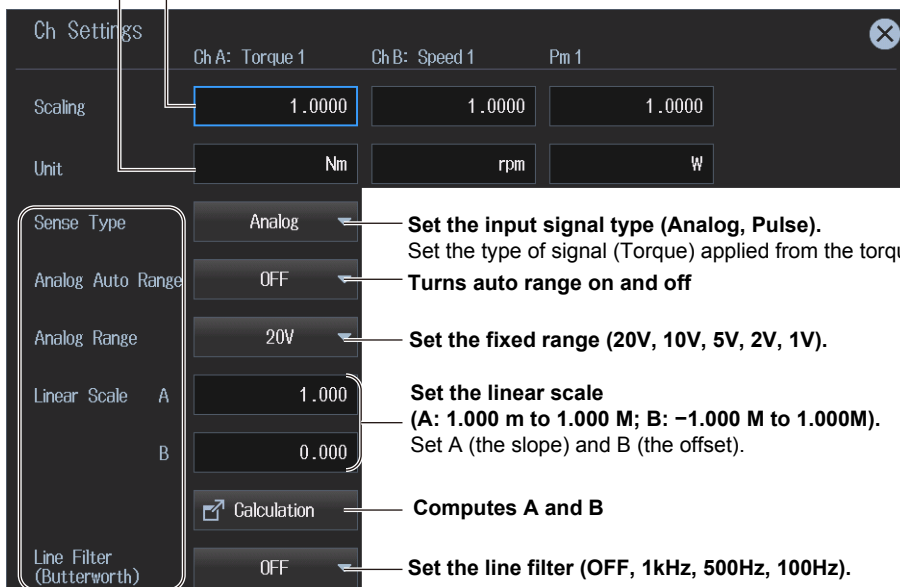 Ch Settings
Ch A: Torque 1 Ch B: Speed 1 Pm 1
Scaling 1.0000 1.0000 1.0000
Unit Nm rpm W
Sense Type Analog Set the input signal type (Analog, Pulse).
Set the type of signal (Torque) applied from the
Analog Auto Range OFF Turns auto range on and off
Analog Range 20V Set the fixed range (20V, 10V, 5V, 2V, 1V).
Linear Scale A 1.000 Set the linear scale
(A: 1.000 m to 1.000 M; B: −1.000 M to 1.000M).
B 0.000 Set A (the slope) and B (the offset).
Calculation Computes A and B
Line Filter
(Butterworth) OFF Set the line filter (OFF, 1kHz, 500Hz, 100Hz).